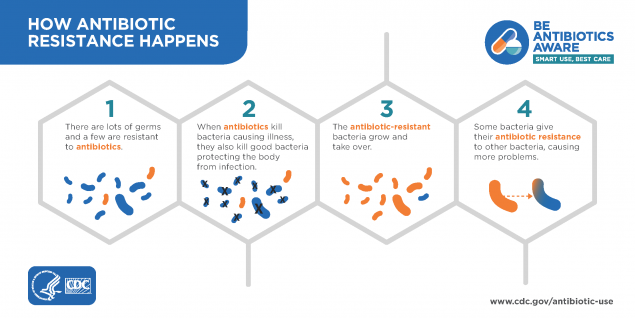 HOW ANTIBIOTIC
RESISTANCE HAPPENS
BE
ANTIBIOTICS
AWARE
SMART USE, BEST CARE
1
There are lots of germs
and a few are resistant
to antibiotics.
2
When antibiotics kill
bacteria causing illness,
they also kill good bacteria
protecting the body
from infection.
3
The antibiotic-resistant
bacteria grow and
take over.
4
Some bacteria give
their antibiotic resistance
to other bacteria, causing
more problems.
CDC
www.cdc.gov/antibiotic-use